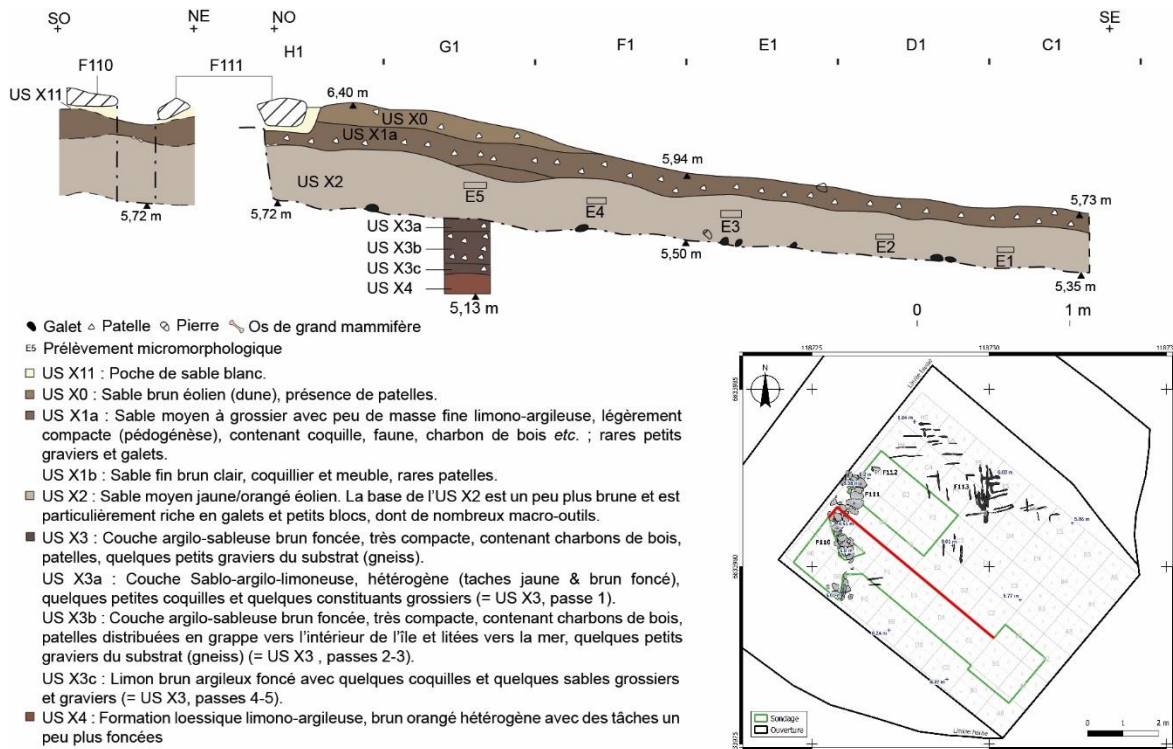 SO NE NO SE
H1 G1 F1 E1 D1 C1
F110 F111
US X11
6,40 m
US X0
US X1a
5,94 m
5,73 m
US X2
E5 E4 E3 E2 E1
5,72 m 5,72 m
US X3a
US X3b
US X3c
US X4
5,50 m
5,35 m
5,13 m
0 1 m
Galet Patelle Pierre Os de grand mammifère
E5 Prélèvement micromorphologique
US X11 : Poche de sable blanc.
US X0 : Sable brun éolien (dune), présence de patelles.
US X1a : Sable moyen à grossier avec peu de masse fine limono-argileuse, légèrement
compacte (pédogénèse), contenant coquille, faune, charbon de bois etc. ; rares petits
graviers et galets.
US X1b : Sable fin brun clair, coquillier et meuble, rares patelles.
US X2 : Sable moyen jaune/orangé éolien. La base de l'US X2 est un peu plus brune et est
particulièrement riche en galets et petits blocs, dont de nombreux macro-outils.
US X3 : Couche argilo-sableuse brun foncée, très compacte, contenant charbons de bois,
patelles, quelques petits graviers du substrat (gneiss).
US X3a : Couche Sablo-argilo-limoneuse, hétérogène (taches jaune & brun foncé),
quelques petits coquilles et quelques constituants grossiers (= US X3, passe 1).
US X3b : Couche argilo-sableuse brun foncée, très compacte, contenant charbons de bois,
patelles distribuées en grappe vers l'intérieur de l'île et litées vers la mer, quelques petits
graviers du substrat (gneiss) (= US X3 , passes 2-3).
US X3c : Limon brun argileux foncé avec quelques coquilles et quelques sables grossiers
et graviers (= US X3, passes 4-5).
US X4 : Formation loessique limono-argileuse, brun orangé hétérogène avec des tâches un
peu plus foncées
118725 118730
6833985
N
F112
F111
F113
F110
6833980
Sondage
Ouverture
0 1 2 m